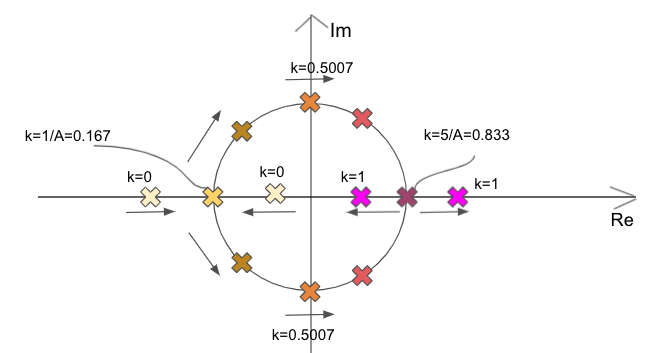 Im
k=0.5007
k=1/A=0.167
k=5/A=0.833
k=0
k=0
k=1
k=1
Re
k=0.5007